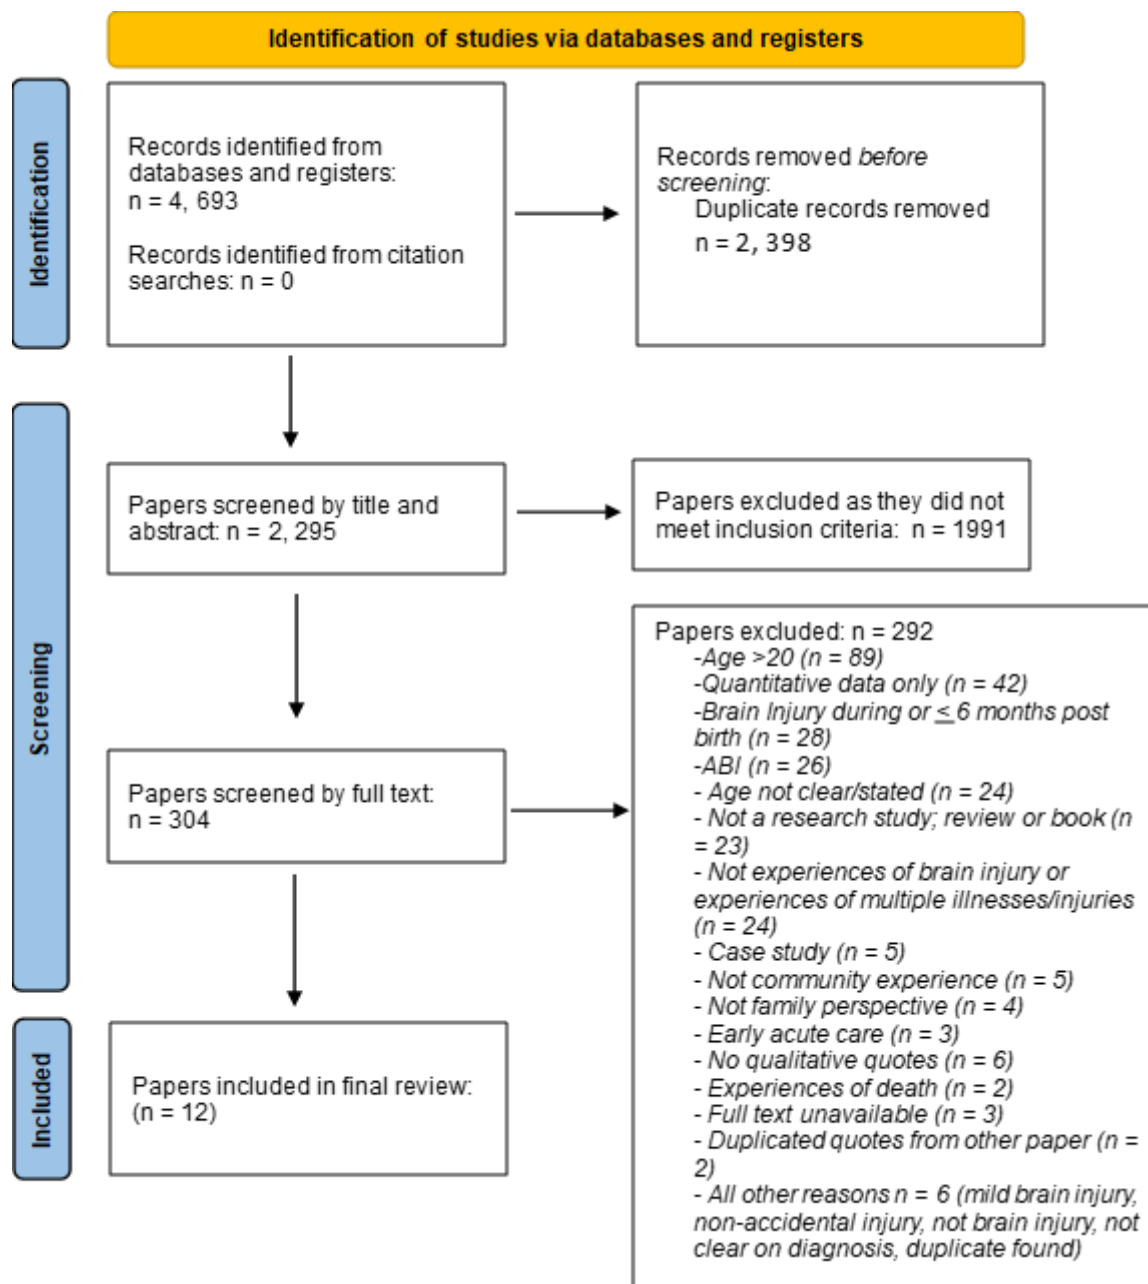 Identification of studies via databases and registers
Identification
Records identified from
databases and registers:
n = 4, 693
Records identified from citation
searches: n = 0
Records removed before
screening:
Duplicate records removed
n = 2, 398
Screening
Papers screened by title and
abstract: n = 2, 295
Papers excluded as they did not
meet inclusion criteria: n = 1991
Papers screened by full text:
n = 304
Papers excluded: n = 292
-Age >20 (n = 89)
-Quantitative data only (n = 42)
-Brain Injury during or ≤ 6 months post
birth (n = 28)
-ABI (n = 26)
- Age not clear/stated (n = 24)
- Not a research study; review or book (n
= 23)
- Not experiences of brain injury or
experiences of multiple illnesses/injuries
(n = 24)
- Case study (n = 5)
- Not community experience (n = 5)
- Not family perspective (n = 4)
- Early acute care (n = 3)
- No qualitative quotes (n = 6)
- Experiences of death (n = 2)
- Full text unavailable (n = 3)
- Duplicated quotes from other paper (n =
2)
- All other reasons n = 6 (mild brain injury,
non-accidental injury, not brain injury, not
clear on diagnosis, duplicate found)
Included
Papers included in final review:
(n = 12)